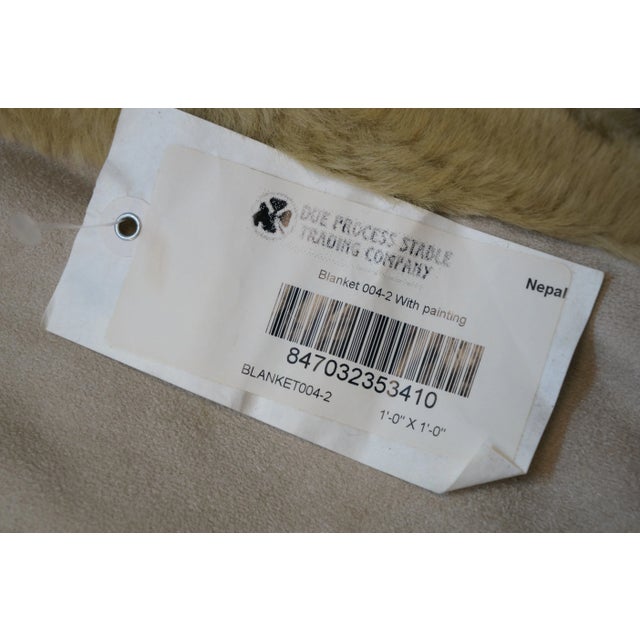 DUE PROCESS STABLE
TRADING COMPANY
Nepal
Blanket 004-2 With painting
847032353410
BLANKET004-2
1'-0" X 1'-0"